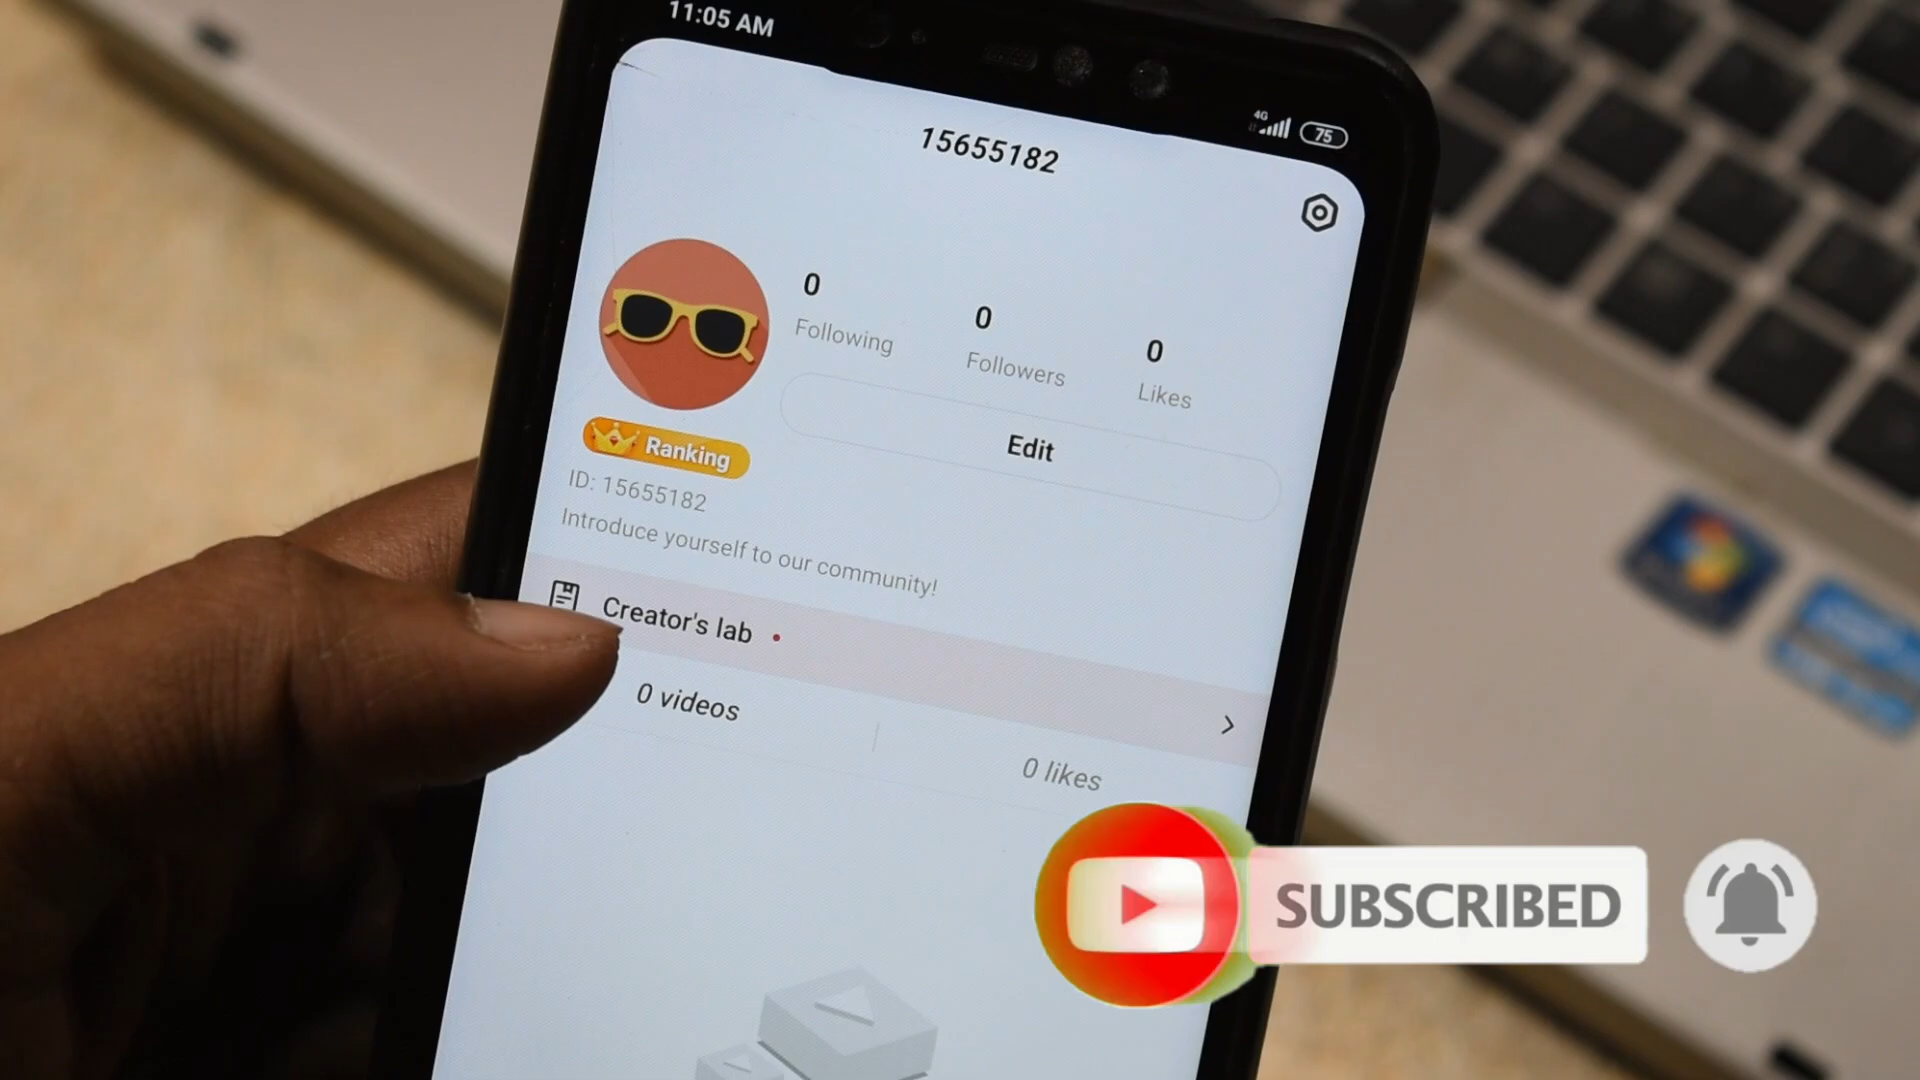 11:05 AM
4G
75
15655182
0
Following
0
Followers
0
Likes
Edit
Ranking
ID: 15655182
Introduce yourself to our community!
Creator's lab
0 videos
0 likes
SUBSCRIBED